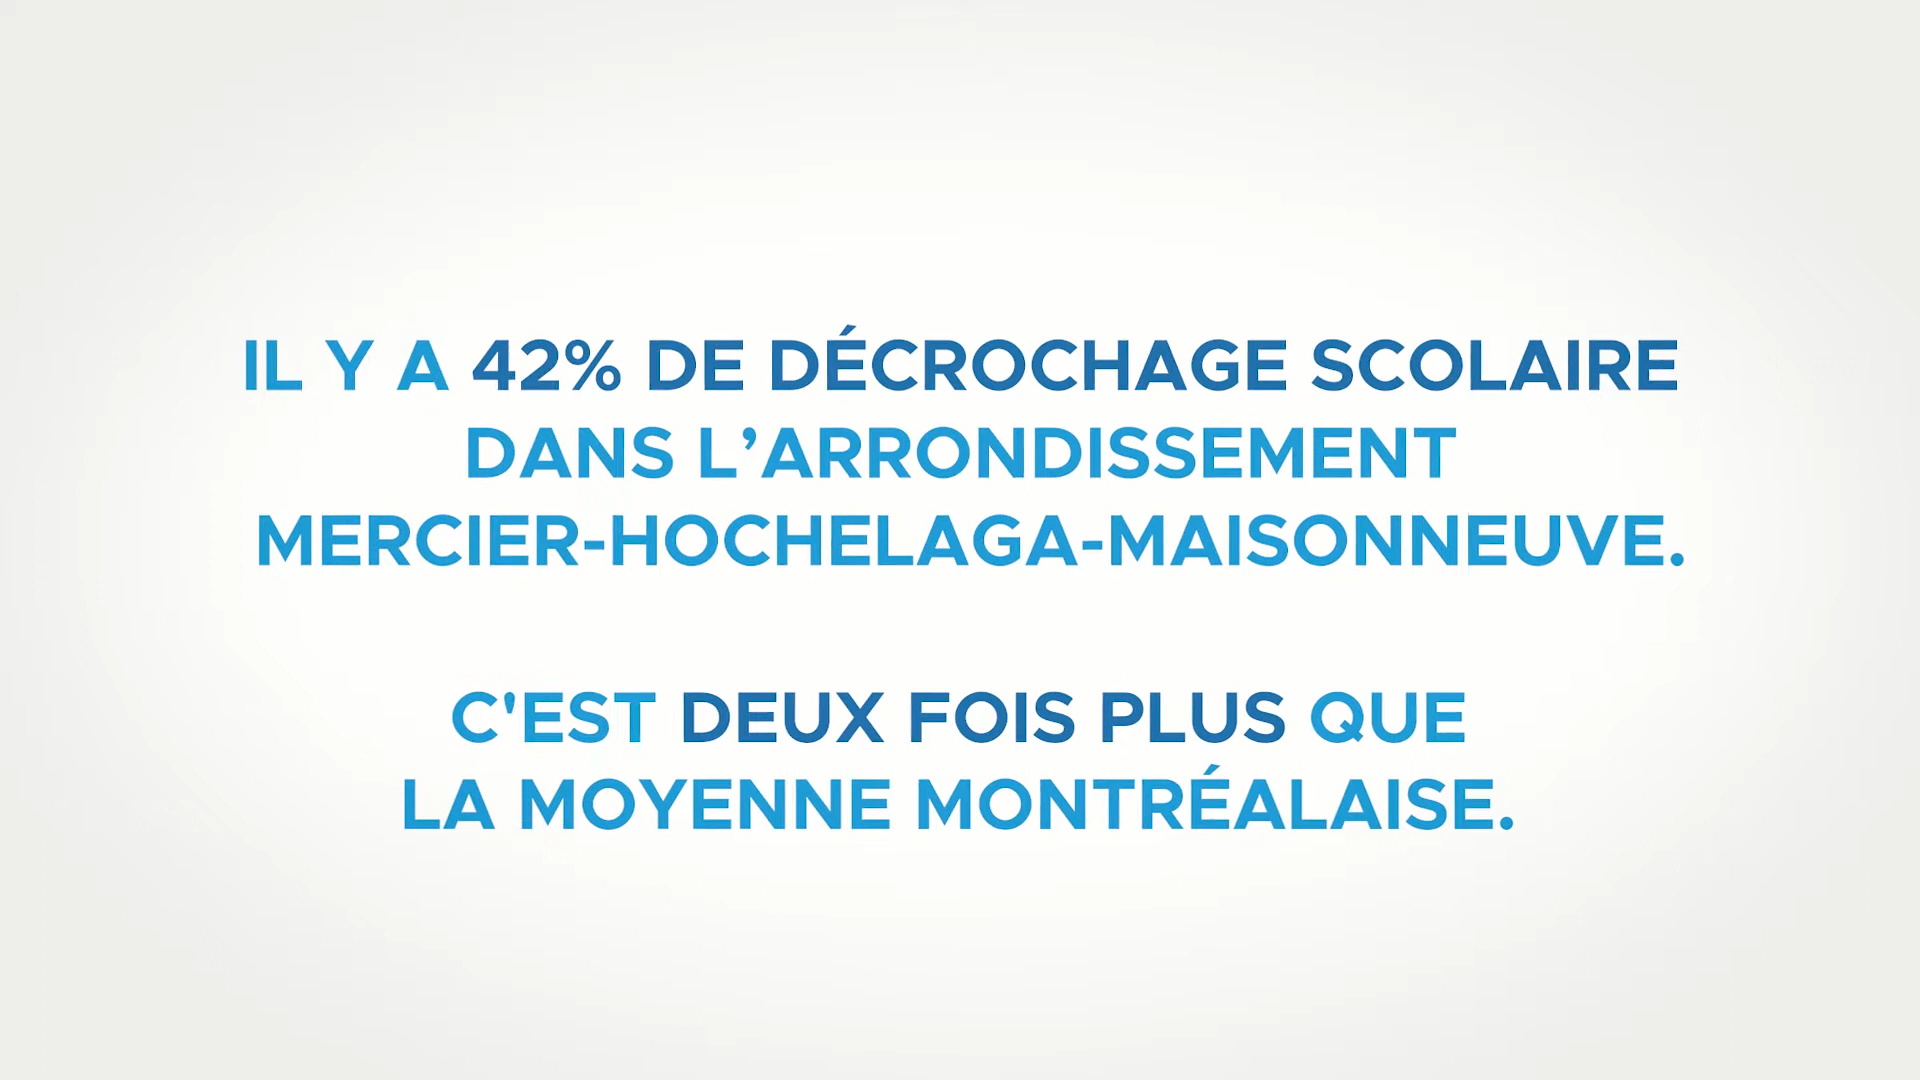 IL Y A 42% DE DÉCROCHAGE SCOLAIRE
DANS L’ARRONDISSEMENT
MERCIER-HOCHELAGA-MAISONNEUVE.
C'EST DEUX FOIS PLUS QUE
LA MOYENNE MONTRÉALAISE.